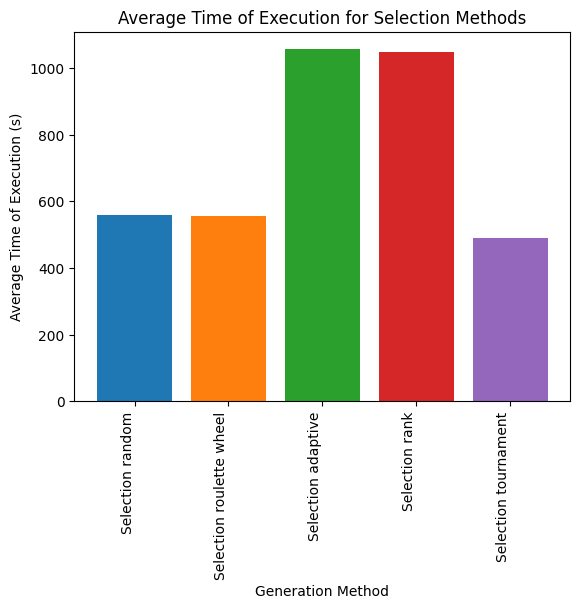 Average Time of Execution for Selection Methods
Average Time of Execution (s)
1000
800
600
400
200
0
Selection random
Selection roulette wheel
Selection adaptive
Selection rank
Selection tournament
Generation Method